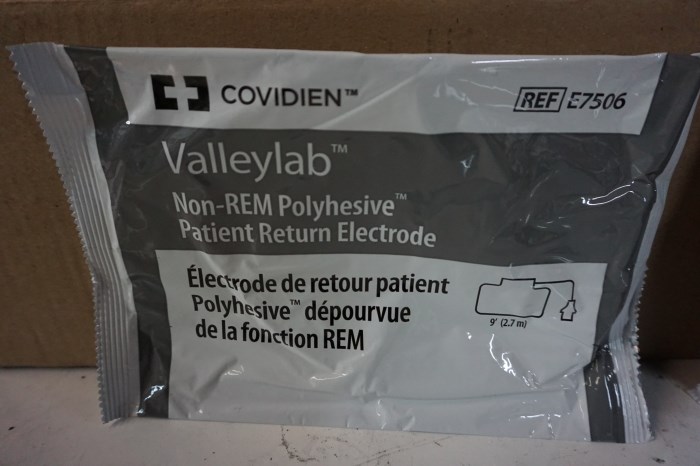 COVIDIEN™
REF E7506
Valleylab™
Non-REM Polyhesive™
Patient Return Electrode
Électrode de retour patient
Polyhesive™ dépourvue
de la fonction REM
9' (2.7 m)